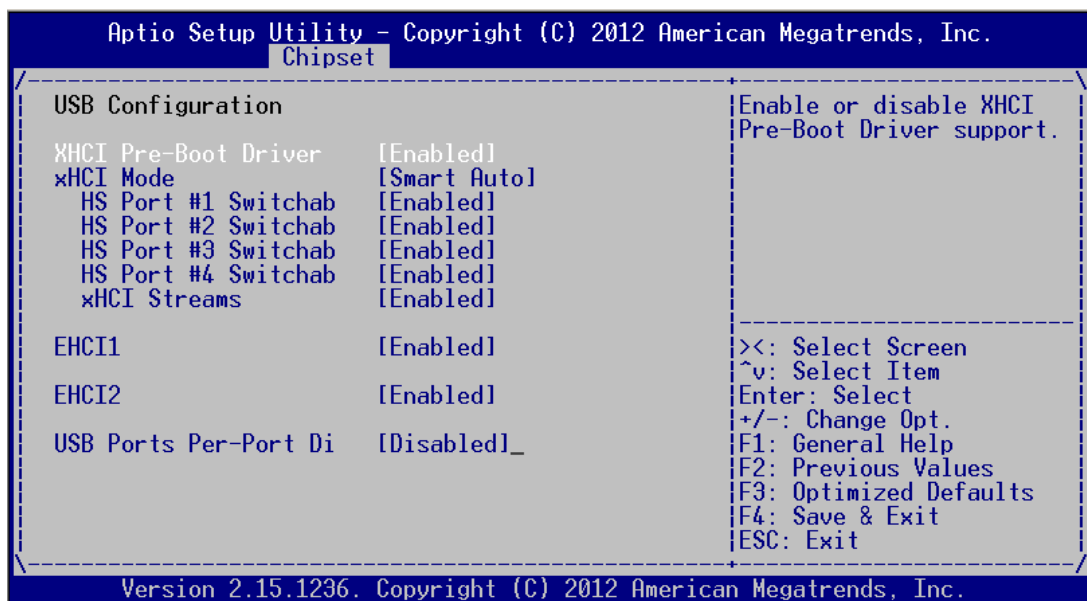 Aptio Setup Utility - Copyright (C) 2012 American Megatrends, Inc.
Chipset
USB Configuration
XHCI Pre-Boot Driver [Enabled]
xHCI Mode [Smart Auto]
HS Port #1 Switchab [Enabled]
HS Port #2 Switchab [Enabled]
HS Port #3 Switchab [Enabled]
HS Port #4 Switchab [Enabled]
xHCI Streams [Enabled]
EHCI1 [Enabled]
EHCI2 [Enabled]
USB Ports Per-Port Di [Disabled]_
Enable or disable XHCI
Pre-Boot Driver support.
><: Select Screen
^v: Select Item
Enter: Select
+/-: Change Opt.
F1: General Help
F2: Previous Values
F3: Optimized Defaults
F4: Save & Exit
ESC: Exit
Version 2.15.1236. Copyright (C) 2012 American Megatrends, Inc.